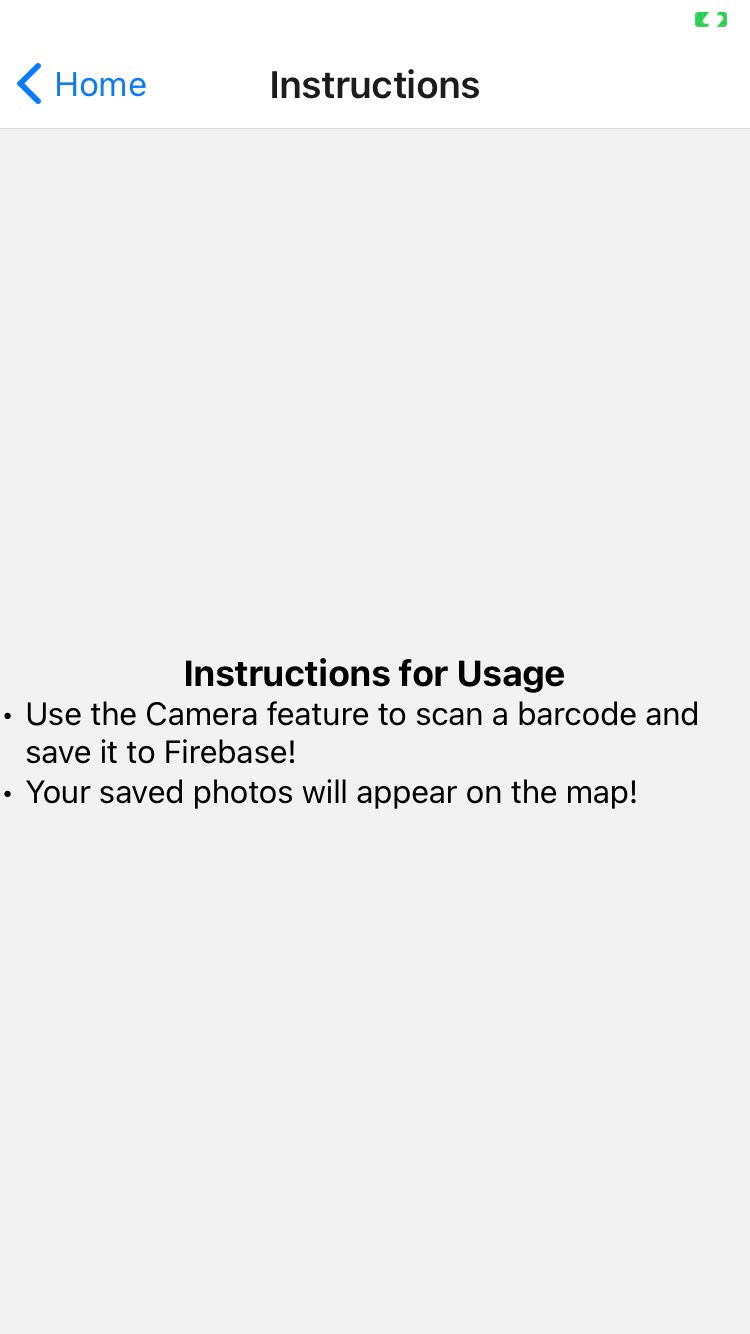 Home
Instructions
Instructions for Usage
• Use the Camera feature to scan a barcode and
save it to Firebase!
• Your saved photos will appear on the map!